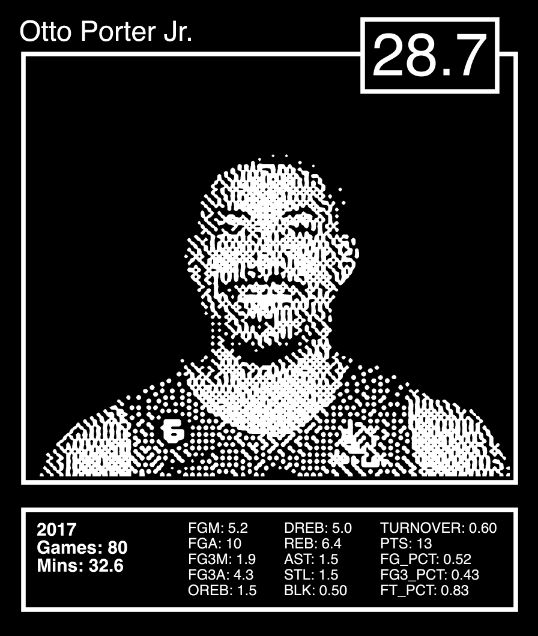 Otto Porter Jr.
28.7
6
2017
Games: 80
Mins: 32.6
FGM: 5.2
FGA: 10
FG3M: 1.9
FG3A: 4.3
OREB: 1.5
DREB: 5.0
REB: 6.4
AST: 1.5
STL: 1.5
BLK: 0.50
TURNOVER: 0.60
PTS: 13
FG_PCT: 0.52
FG3_PCT: 0.43
FT_PCT: 0.83